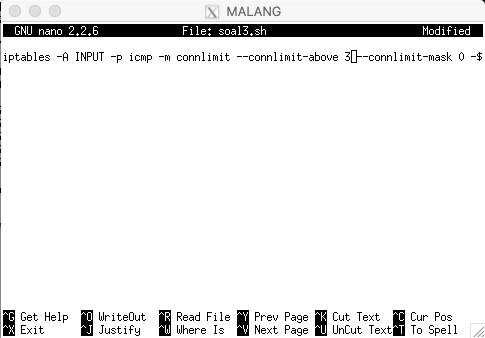 MALANG
GNU nano 2.2.6 File: soal3.sh Modified
iptables -A INPUT -p icmp -m connlimit --connlimit-above 3 --connlimit-mask 0 -$
^G Get Help ^O WriteOut ^R Read File ^Y Prev Page ^K Cut Text ^C Cur Pos
^X Exit ^J Justify ^W Where Is ^V Next Page ^U UnCut Text ^T To Spell